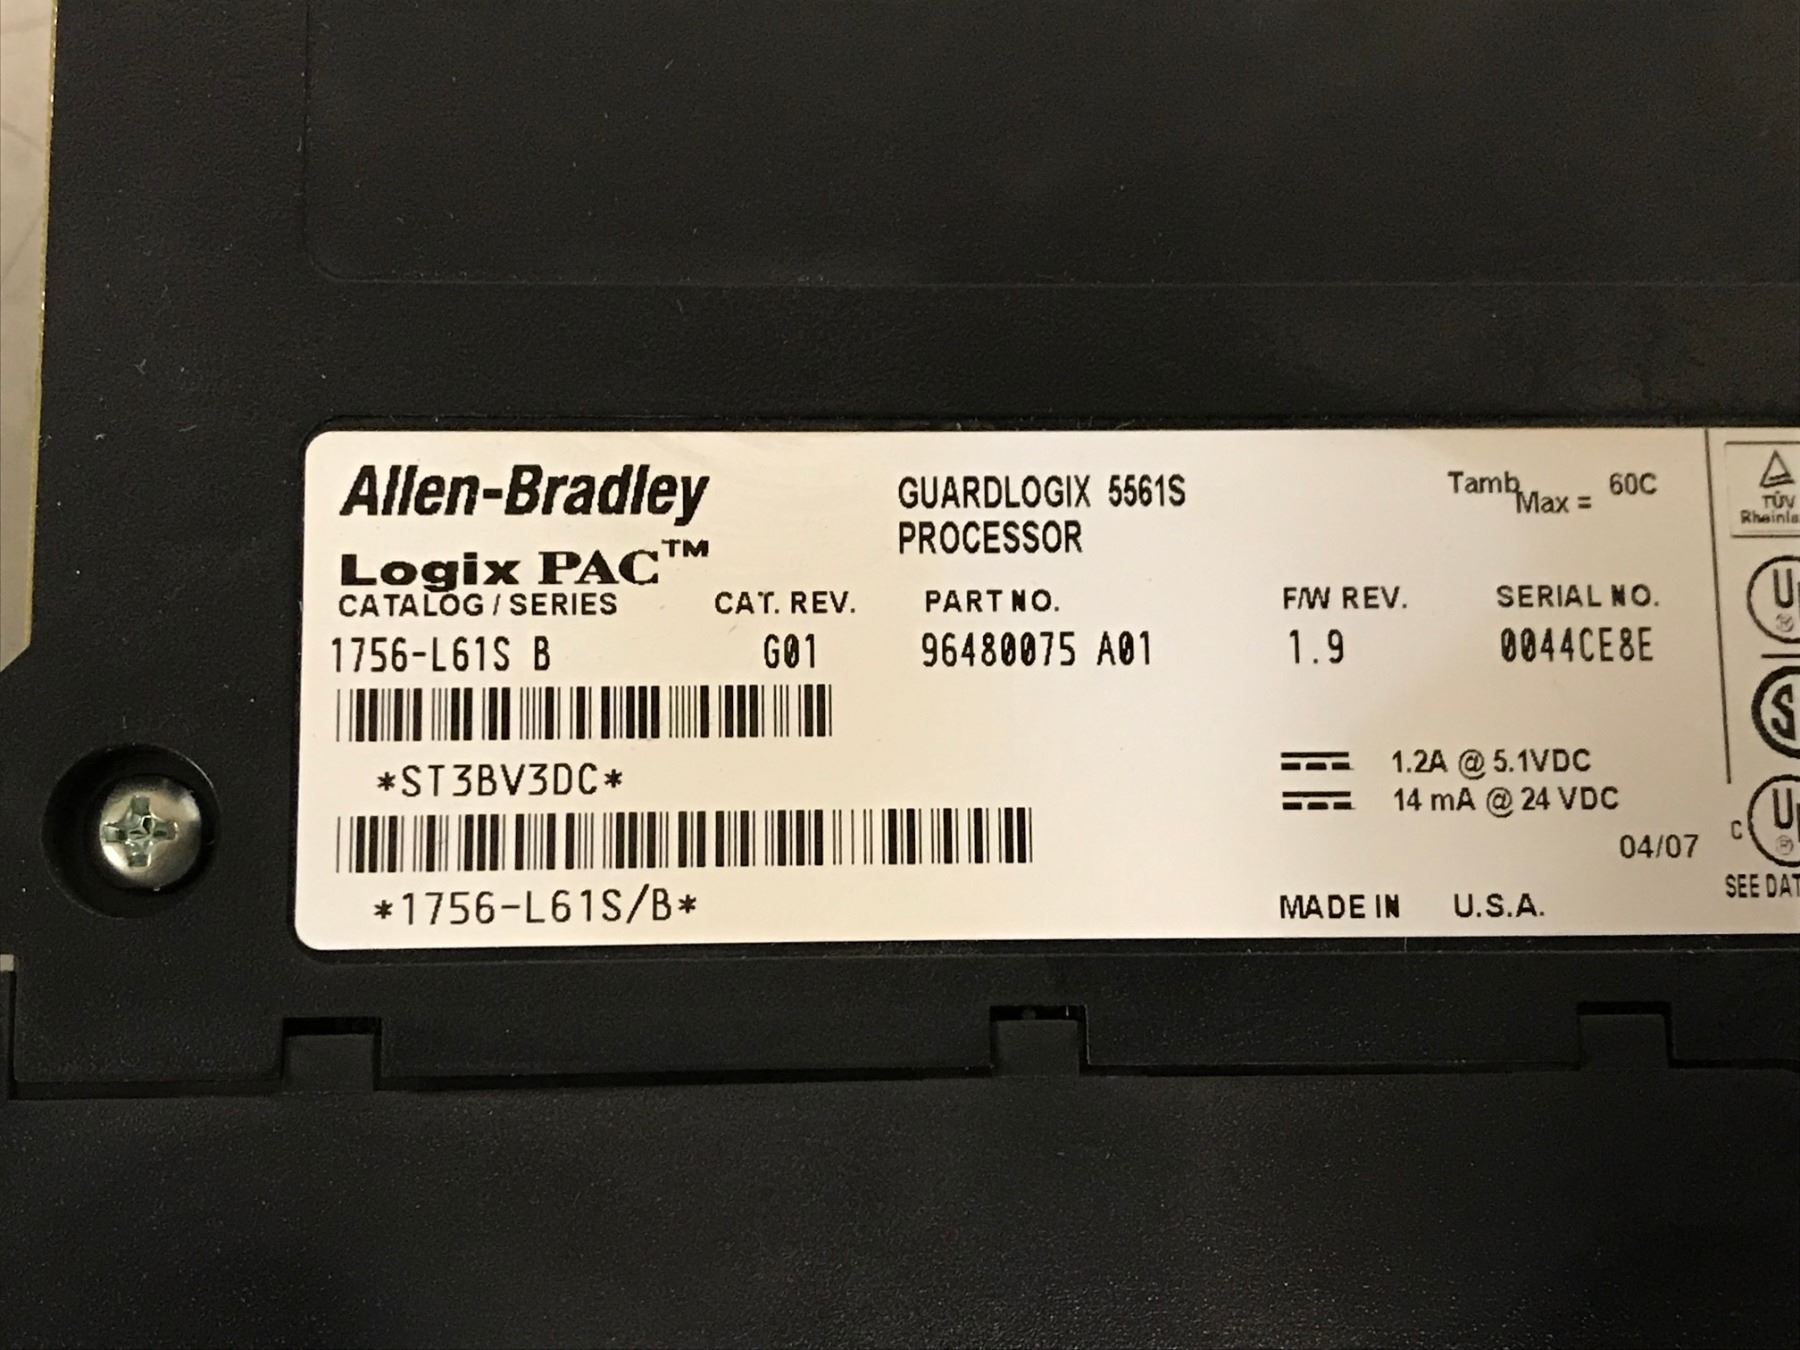 Allen-Bradley
Logix PAC™
GUARDLOGIX 5561S
PROCESSOR
Tamb Max = 60C
CATALOG / SERIES CAT. REV. PART NO. F/W REV. SERIAL NO.
1756-L61S B G01 96480075 A01 1.9 0044CE8E
*ST3BV3DC*
1.2A @ 5.1VDC
14 mA @ 24 VDC
04/07
*1756-L61S/B*
MADE IN U.S.A.
TÜV
C
SEE